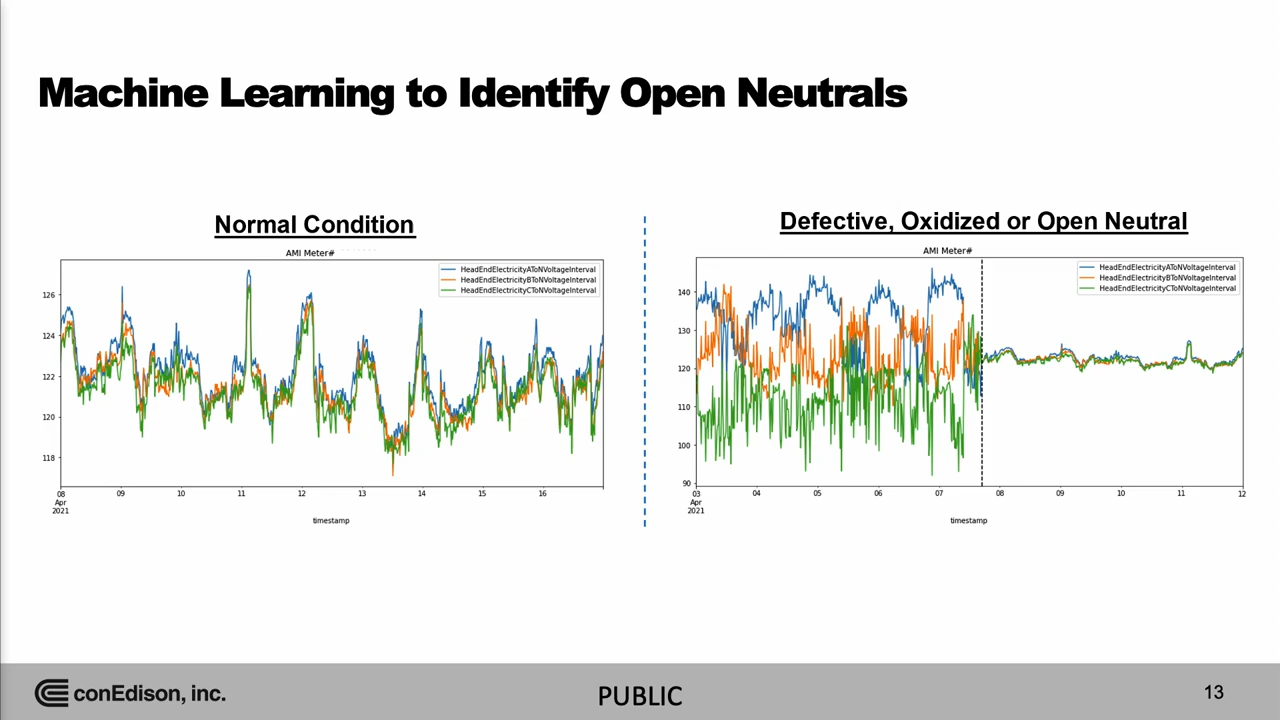 Machine Learning to Identify Open Neutrals
Normal Condition
AMI Meter#
HeadEndElectricityAToNVoltageInterval
HeadEndElectricityBToNVoltageInterval
HeadEndElectricityCToNVoltageInterval
126
124
122
120
118
08 09 10 11 12 13 14 15 16
Apr
2021
timestamp
Defective, Oxidized or Open Neutral
AMI Meter#
HeadEndElectricityAToNVoltageInterval
HeadEndElectricityBToNVoltageInterval
HeadEndElectricityCToNVoltageInterval
140
130
120
110
100
90
03 04 05 06 07 08 09 10 11 12
Apr
2021
timestamp
conEdison, inc.
PUBLIC
13